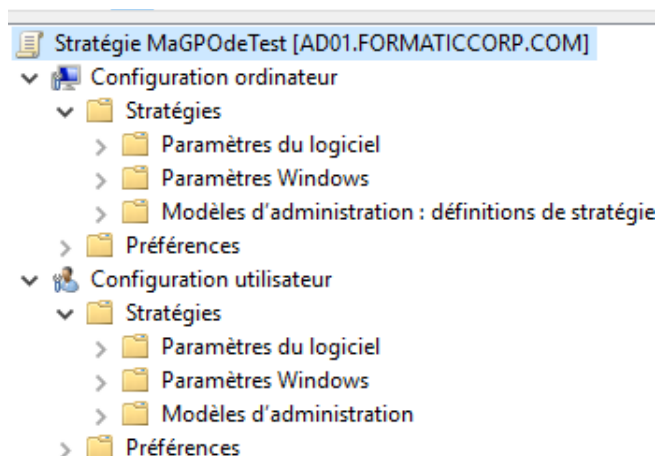 Stratégie MaGPOdeTest [AD01.FORMATICCORP.COM]
Configuration ordinateur
Stratégies
Paramètres du logiciel
Paramètres Windows
Modèles d'administration : définitions de stratégie
Préférences
Configuration utilisateur
Stratégies
Paramètres du logiciel
Paramètres Windows
Modèles d'administration
Préférences